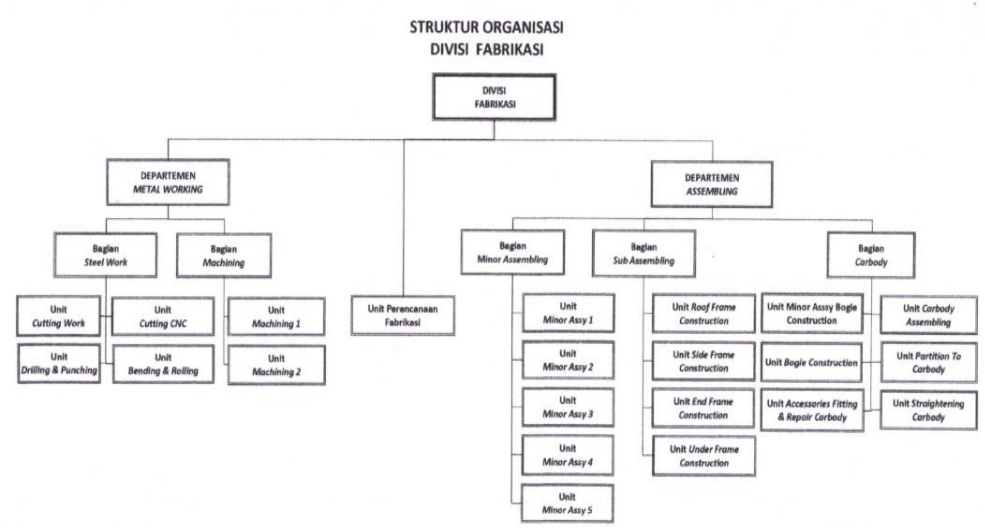 STRUKTUR ORGANISASI
DIVISI FABRIKASI
DIVISI
FABRIKASI
DEPARTEMEN
METAL WORKING
DEPARTEMEN
ASSEMBLING
Bagian
Steel Work
Bagian
Machining
Bagian
Minor Assembling
Bagian
Sub Assembling
Bagian
Carbody
Unit
Cutting Work
Unit
Cutting CNC
Unit
Machining 1
Unit
Drilling & Punching
Unit
Bending & Rolling
Unit
Machining 2
Unit Perencanaan
Fabrikasi
Unit
Minor Assy 1
Unit
Minor Assy 2
Unit
Minor Assy 3
Unit
Minor Assy 4
Unit
Minor Assy 5
Unit Roof Frame
Construction
Unit Side Frame
Construction
Unit End Frame
Construction
Unit Under Frame
Construction
Unit Minor Assy Bogie
Construction
Unit Carbody
Assembling
Unit Bogie Construction
Unit Partition To
Carbody
Unit Accessories Fitting
& Repair Carbody
Unit Straightening
Carbody